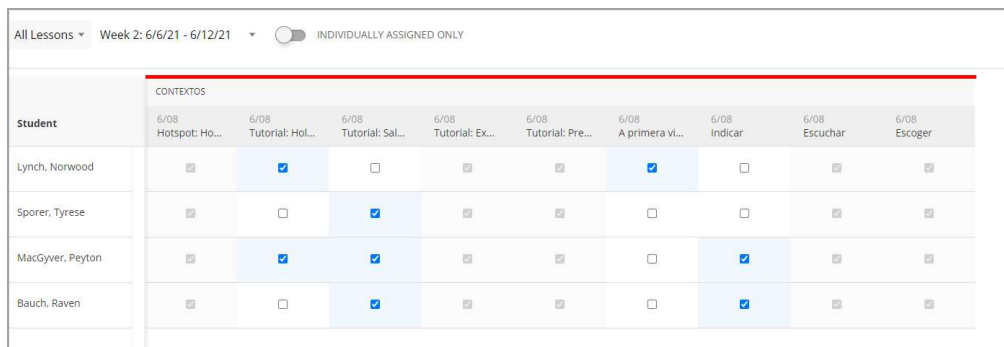 All Lessons Week 2: 6/6/21 - 6/12/21 INDIVIDUALLY ASSIGNED ONLY
CONTEXTOS
Student
6/08 6/08 6/08 6/08 6/08 6/08 6/08 6/08 6/08
Hotspot: Ho... Tutorial: Hol... Tutorial: Sal... Tutorial: Ex... Tutorial: Pre... A primera vi... Indicar Escuchar Escoger
Lynch, Norwood
Sporer, Tyrese
MacGyver, Peyton
Bauch, Raven